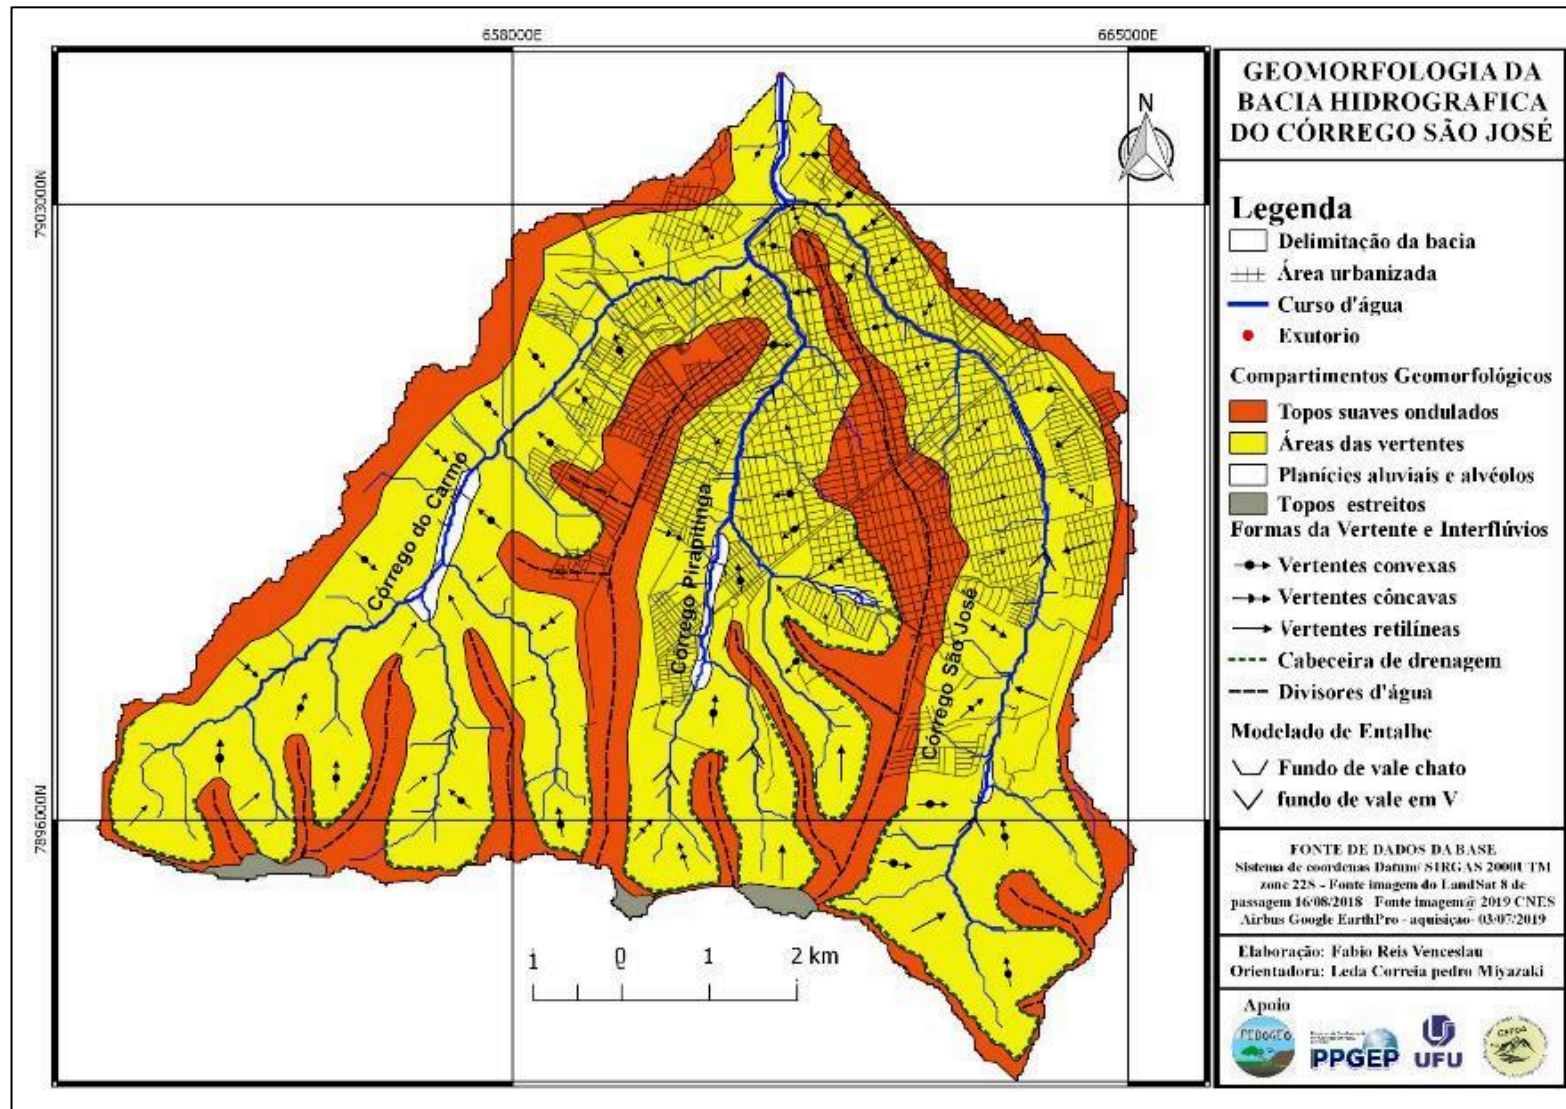 658000E
665000E
7903000N
7896000N
N
Córrego do Carmo
Córrego Pirapitinga
Córrego São José
1 0 1 2 km
GEOMORFOLOGIA DA
BACIA HIDROGRAFICA
DO CÓRREGO SÃO JOSÉ
Legenda
Delimitação da bacia
Área urbanizada
Curso d'água
Exutorio
Compartimentos Geomorfológicos
Topos suaves ondulados
Áreas das vertentes
Planícies aluviais e alvéolos
Topos estreitos
Formas da Vertente e Interflúvios
Vertentes convexas
Vertentes côncavas
Vertentes retilíneas
Cabeceira de drenagem
Divisores d'água
Modelado de Entalhe
Fundo de vale chato
fundo de vale em V
FONTE DE DADOS DA BASE
Sistema de coordenas Datum/ SIRGAS 2000U TM
zone 22S - Fonte imagem do LandSat 8 de
passagem 16/08/2018 Fonte imagem@ 2019 CNES
Airbus Google EarthPro - aquisiçao- 03/07/2019
Elaboração: Fabio Reis Venceslau
Orientadora: Leda Correia pedro Miyazaki
Apoio
PEDOGEO
PPGEP
UFU